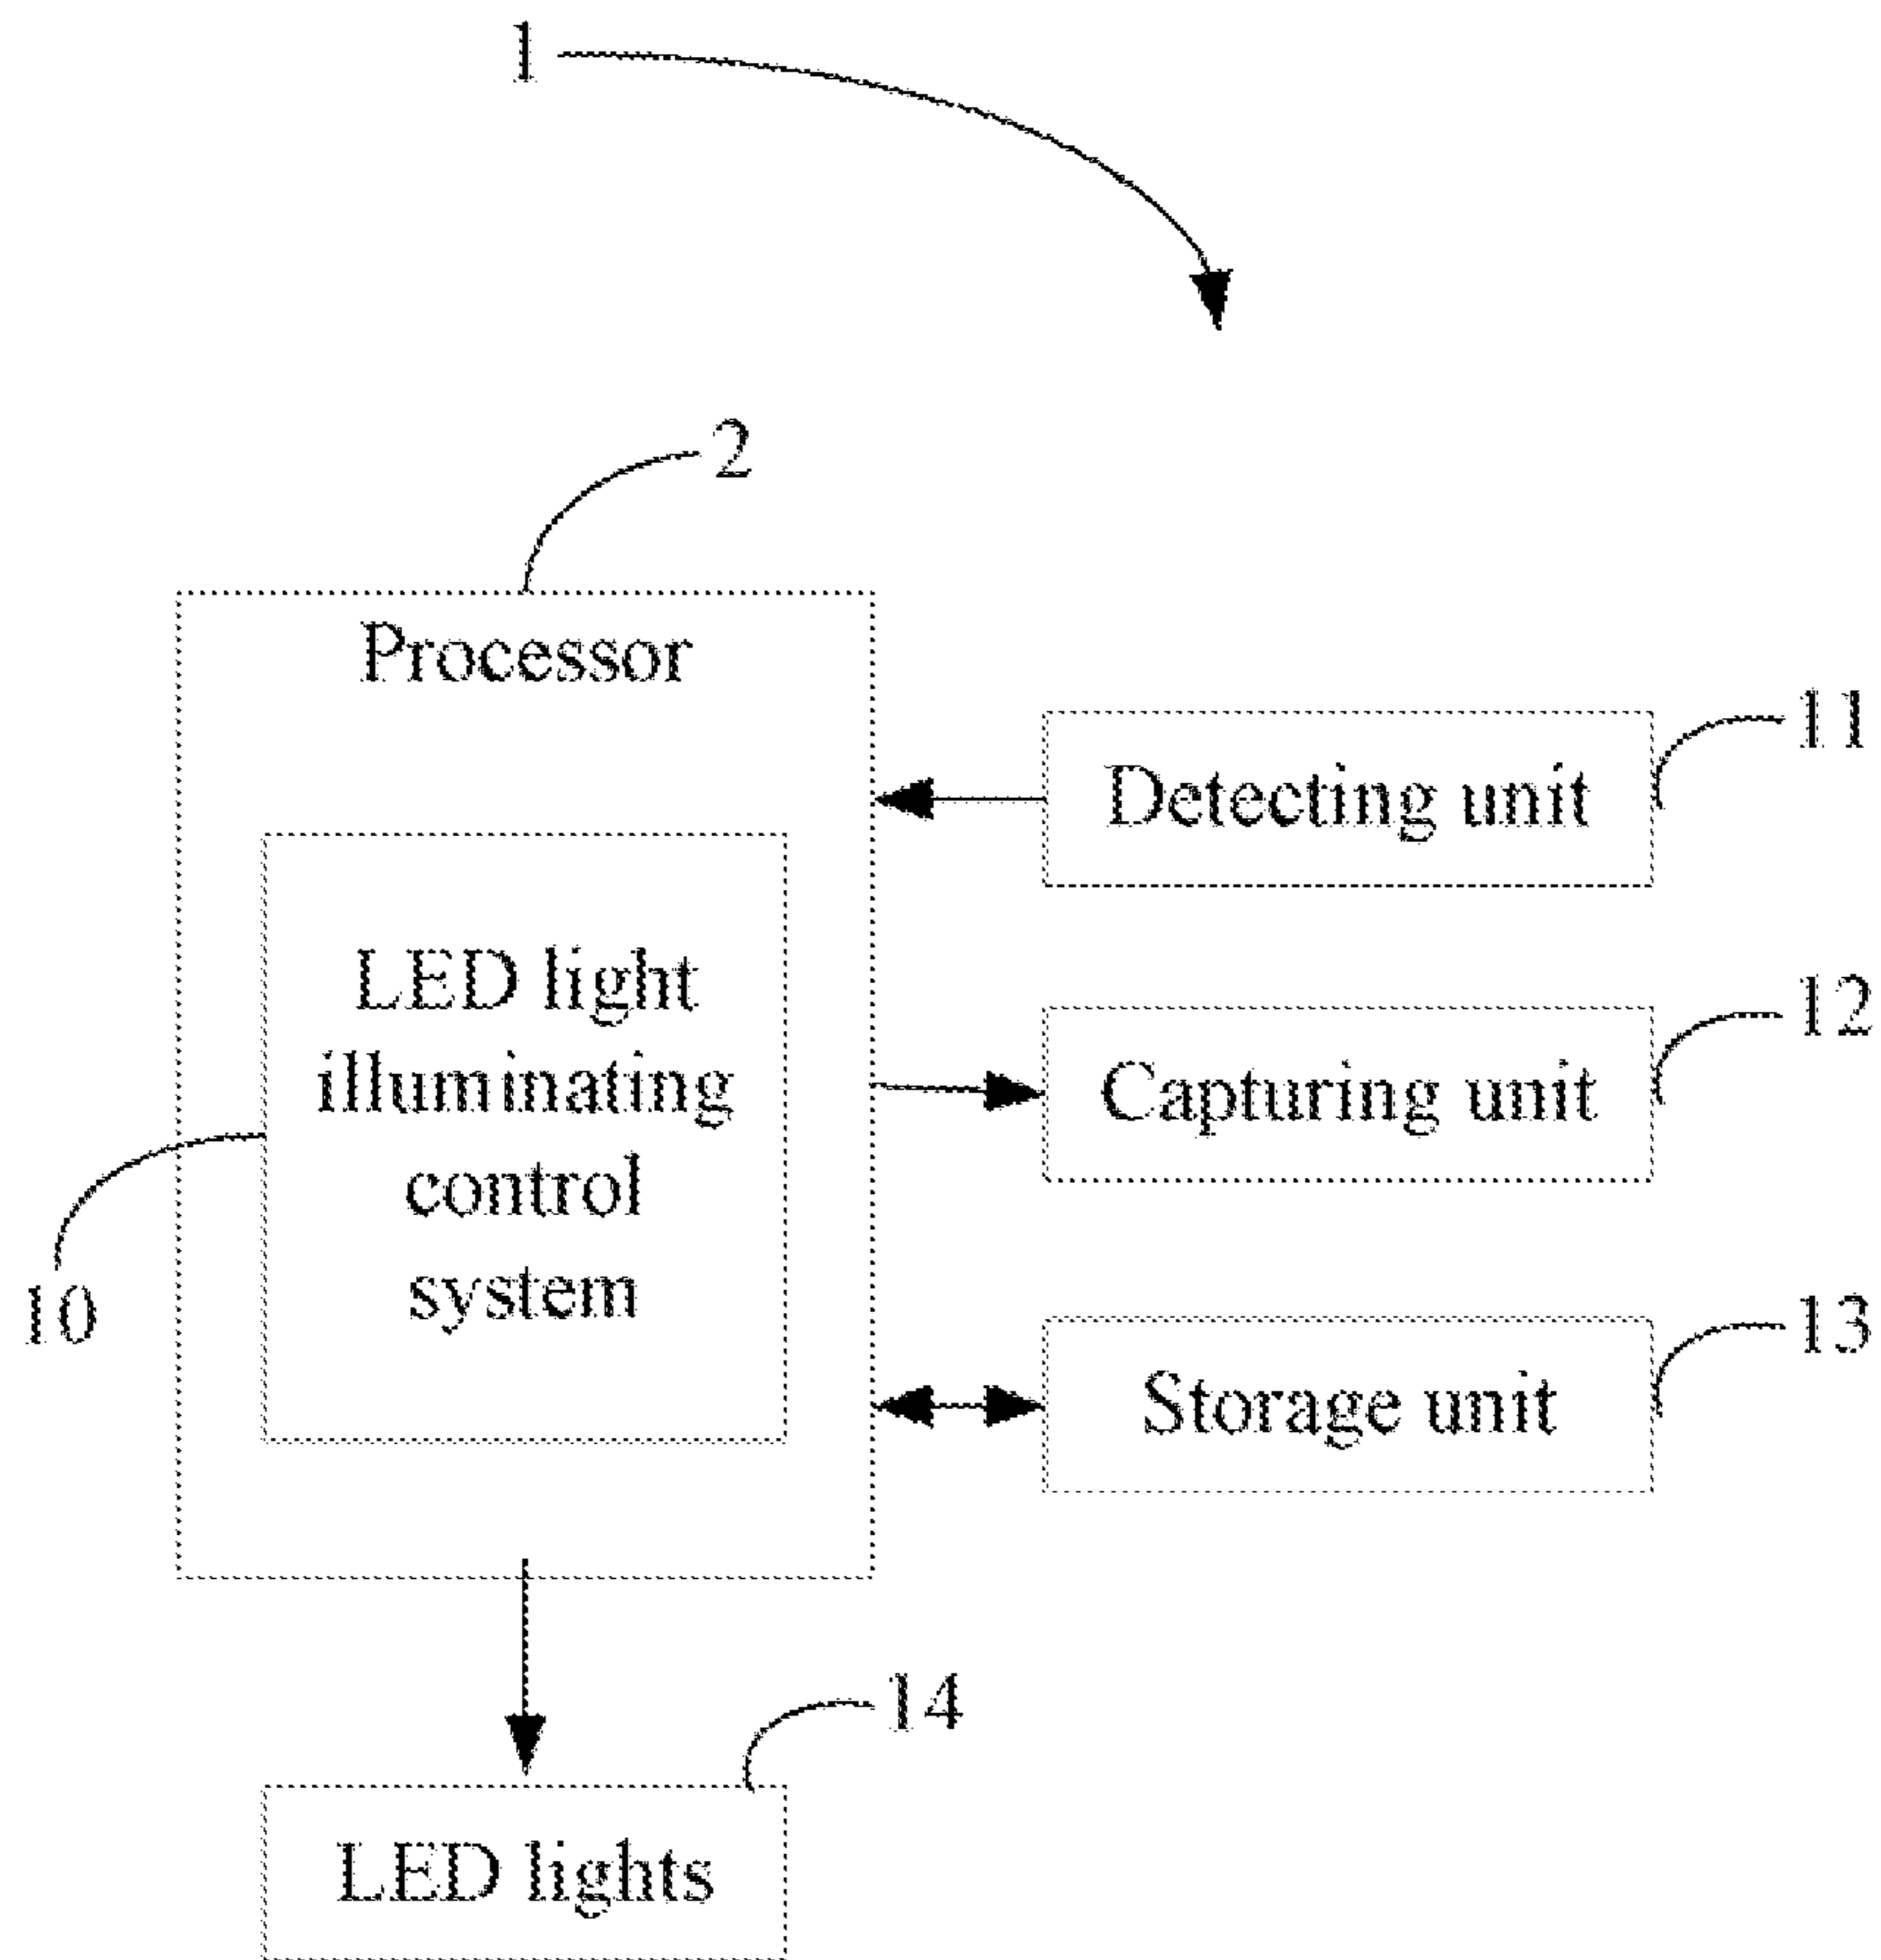 1
2
Processor
11
Detecting unit
LED light
illuminating
control
system
12
Capturing unit
10
13
Storage unit
14
LED lights